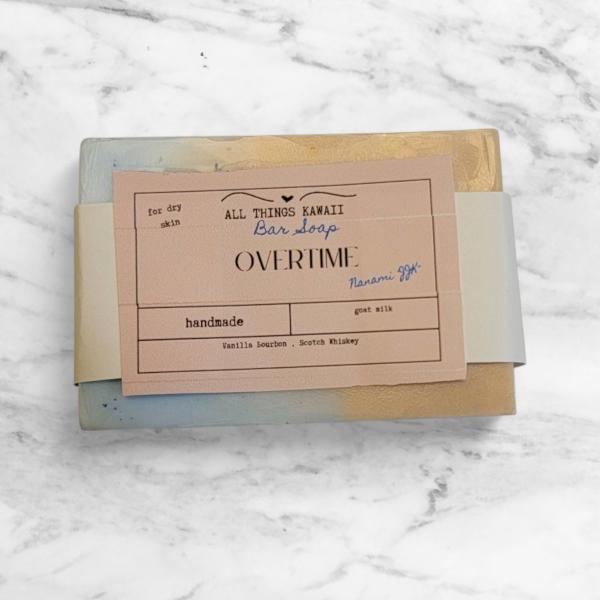 for dry
skin
ALL THINGS KAWAII
Bar Soap
OVERTIME
Nanami JJK
handmade
goat milk
Vanilla Bourbon . Scotch Whiskey